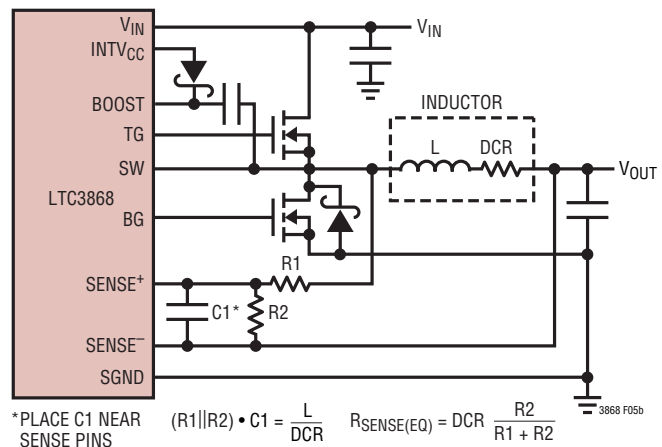 VIN
INTVCC
BOOST
TG
SW
LTC3868
BG
SENSE+
SENSE–
SGND
VIN
INDUCTOR
L DCR
VOUT
R1
C1* R2
3868 F05b
*PLACE C1 NEAR
SENSE PINS
(R1||R2) • C1 = L/DCR
RSENSE(EQ) = DCR R2/(R1 + R2)